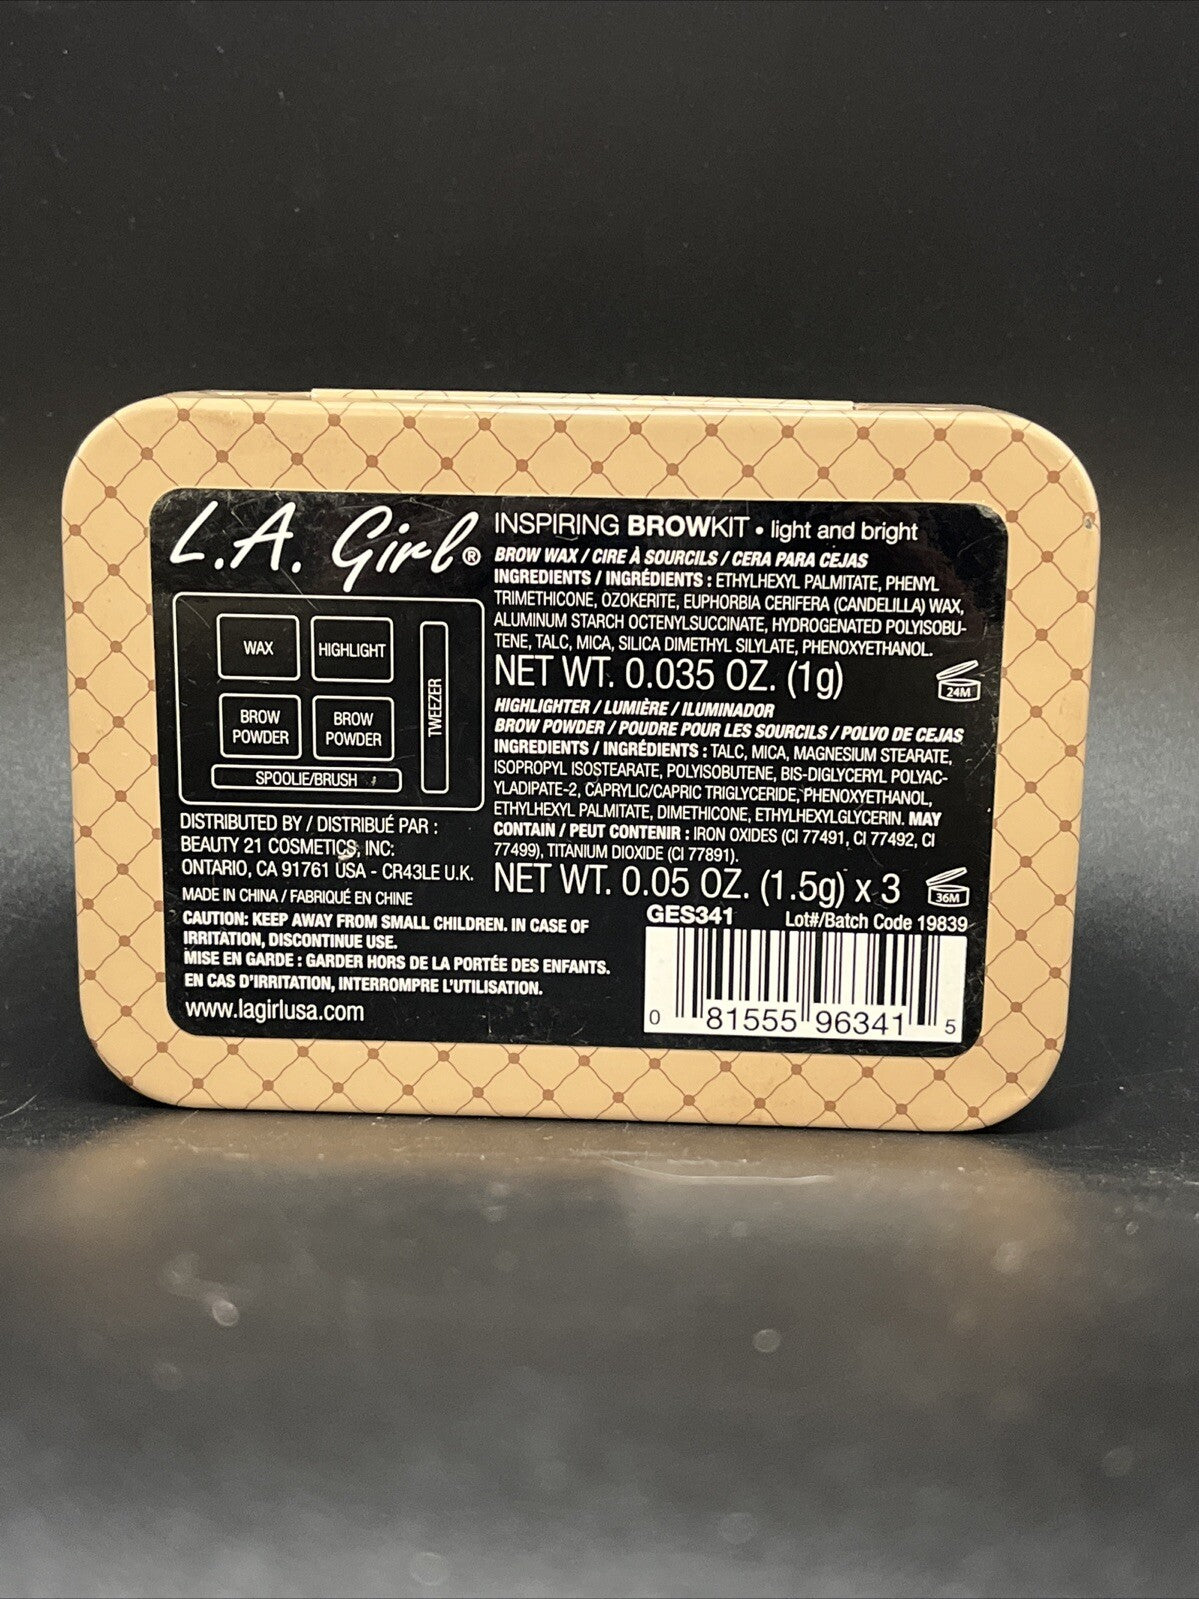 L.A. Girl®
WAX
HIGHLIGHT
BROW
POWDER
BROW
POWDER
TWEEZER
SPOOLIE/BRUSH
DISTRIBUTED BY / DISTRIBUÉ PAR :
BEAUTY 21 COSMETICS, INC.
ONTARIO, CA 91761 USA - CR43LE U.K.
MADE IN CHINA / FABRIQUÉ EN CHINE
CAUTION: KEEP AWAY FROM SMALL CHILDREN. IN CASE OF
IRRITATION, DISCONTINUE USE.
MISE EN GARDE : GARDER HORS DE LA PORTÉE DES ENFANTS.
EN CAS D'IRRITATION, INTERROMPRE L'UTILISATION.
www.lagirlusa.com
INSPIRING BROWKIT • light and bright
BROW WAX / CIRE À SOURCILS / CERA PARA CEJAS
INGREDIENTS / INGRÉDIENTS : ETHYLHEXYL PALMITATE, PHENYL
TRIMETHICONE, OZOKERITE, EUPHORBIA CERIFERA (CANDELILLA) WAX,
ALUMINUM STARCH OCTENYLSUCCINATE, HYDROGENATED POLYISOBU-
TENE, TALC, MICA, SILICA DIMETHYL SILYLATE, PHENOXYETHANOL.
NET WT. 0.035 OZ. (1g)
24M
HIGHLIGHTER / LUMIÈRE / ILUMINADOR
BROW POWDER / POUDRE POUR LES SOURCILS / POLVO DE CEJAS
INGREDIENTS / INGRÉDIENTS : TALC, MICA, MAGNESIUM STEARATE,
ISOPROPYL ISOSTEARATE, POLYISOBUTENE, BIS-DIGLYCERYL POLYAC-
YLADIPATE-2, CAPRYLIC/CAPRIC TRIGLYCERIDE, PHENOXYETHANOL,
ETHYLHEXYL PALMITATE, DIMETHICONE, ETHYLHEXYLGLYCERIN. MAY
CONTAIN / PEUT CONTENIR : IRON OXIDES (CI 77491, CI 77492, CI
77499), TITANIUM DIOXIDE (CI 77891).
NET WT. 0.05 OZ. (1.5g) x 3
36M
GES341 Lot#/Batch Code 19839
0 81555 96341 5